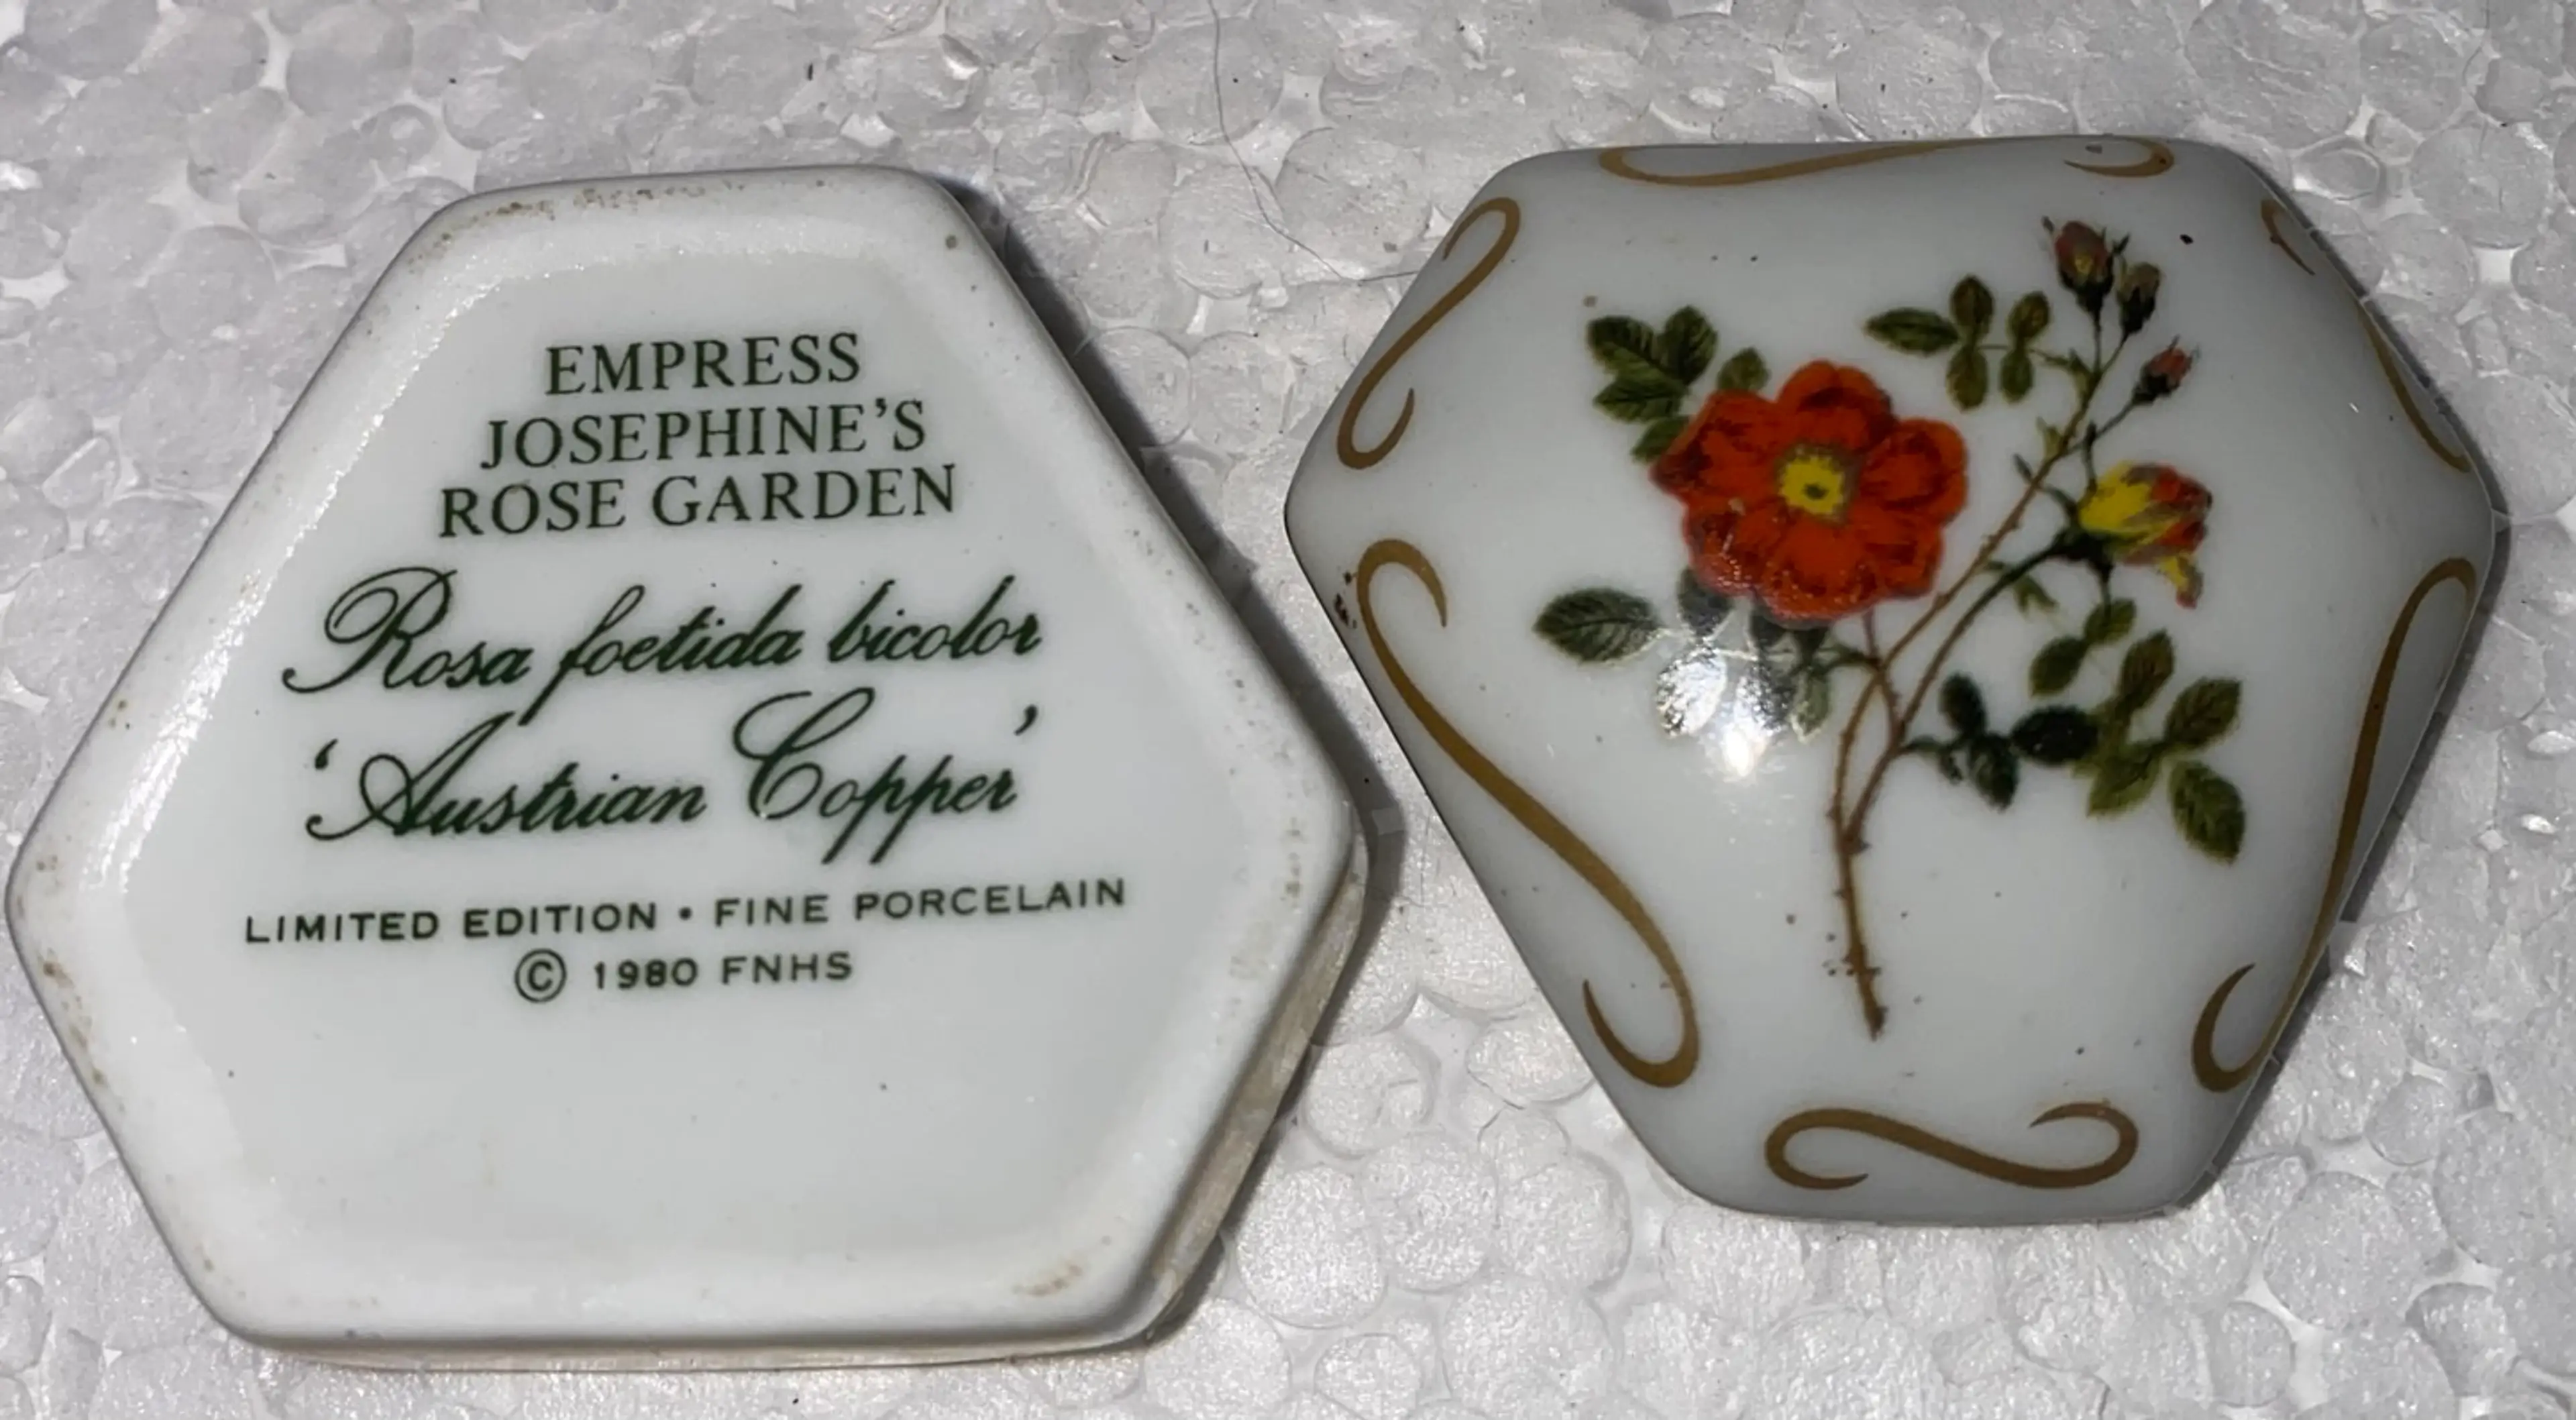 EMPRESS
JOSEPHINE’S
ROSE GARDEN
Rosa foetida bicolor
‘Austrian Copper’
LIMITED EDITION • FINE PORCELAIN
© 1980 FNHS